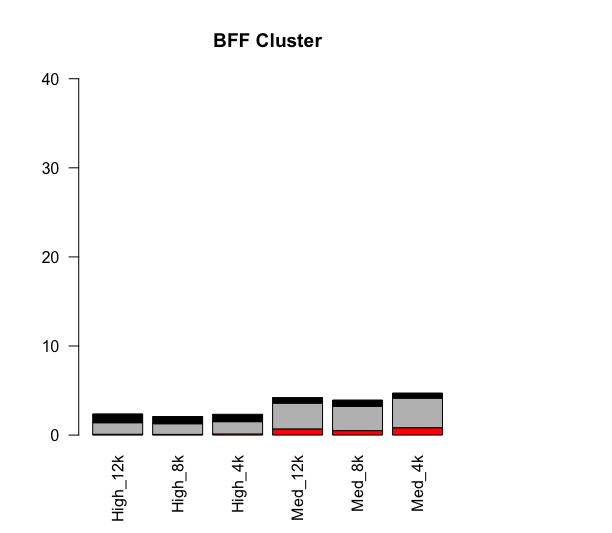 BFF Cluster
40
30
20
10
0
High_12k
High_8k
High_4k
Med_12k
Med_8k
Med_4k